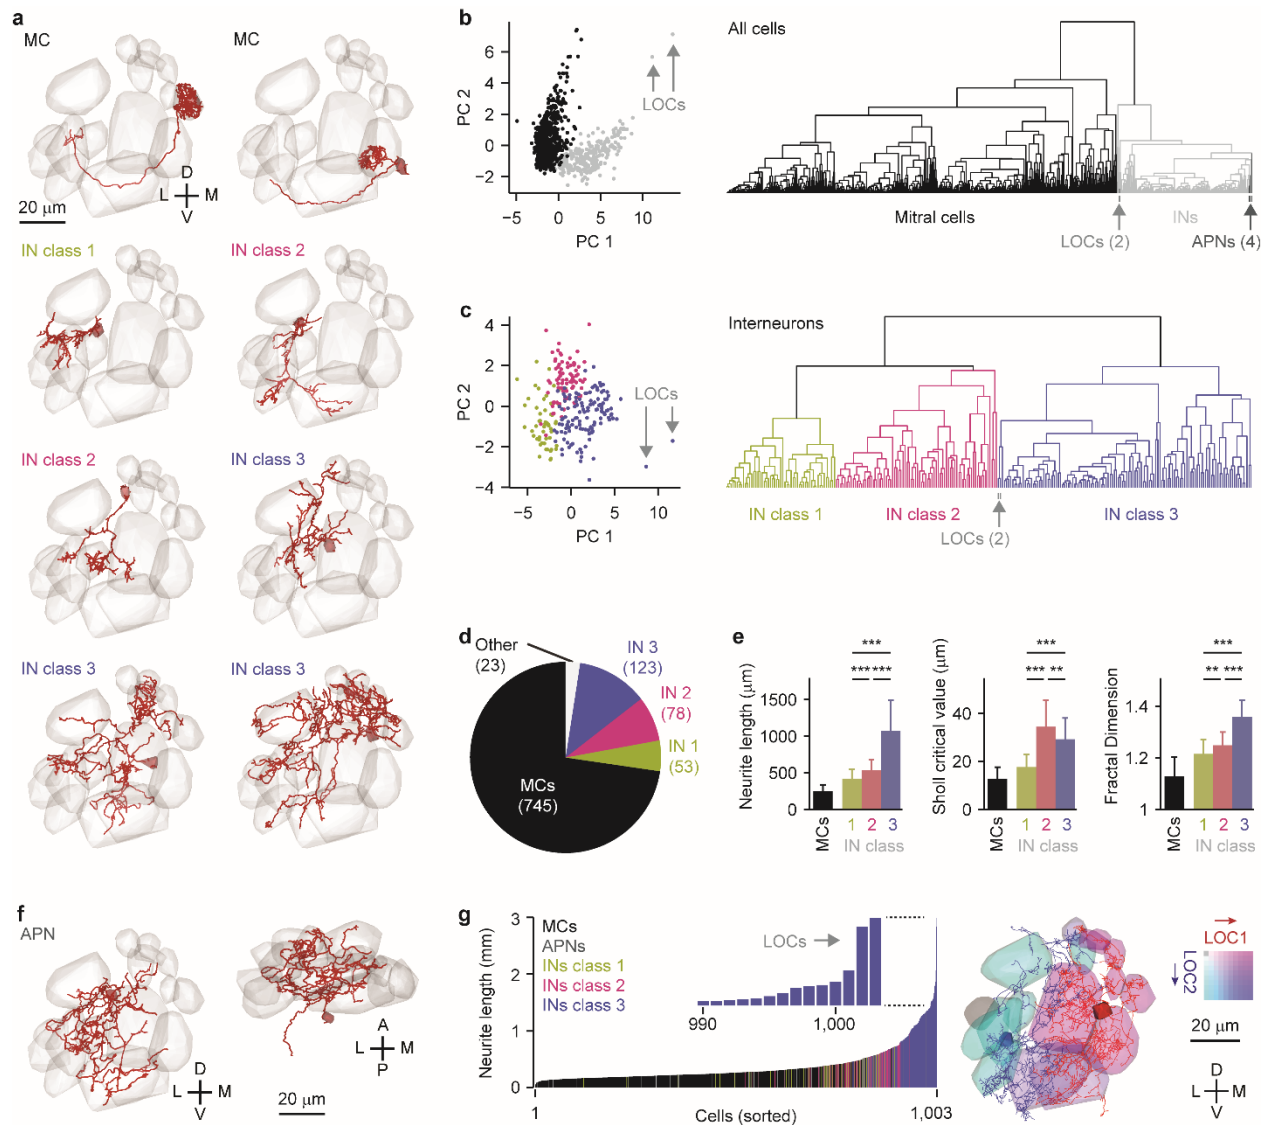 a
MC
MC
D
L M
V
20 µm
IN class 1
IN class 2
IN class 2
IN class 3
IN class 3
IN class 3
b
PC 2
6
4
2
0
−2
−5 0 5 10 15
PC 1
LOCs
All cells
Mitral cells
LOCs (2)
INs
APNs (4)
c
PC 2
4
2
0
−2
−4
−5 0 5 10 15
PC 1
LOCs
Interneurons
IN class 1
IN class 2
LOCs (2)
IN class 3
d
Other
(23)
IN 3
(123)
IN 2
(78)
IN 1
(53)
MCs
(745)
e
Neurite length (µm)
1500
1000
500
0
***
*** ***
MCs
1 2 3
IN class
Sholl critical value (µm)
40
20
0
***
*** **
MCs
1 2 3
IN class
Fractal Dimension
1.4
1.2
1
***
** ***
MCs
1 2 3
IN class
f
APN
D
L M
V
A
L M
P
20 µm
g
Neurite length (mm)
3
2
1
0
MCs
APNs
INs class 1
INs class 2
INs class 3
LOCs
990 1,000
1 1,003
Cells (sorted)
LOC1
LOC2
20 µm
D
L M
V